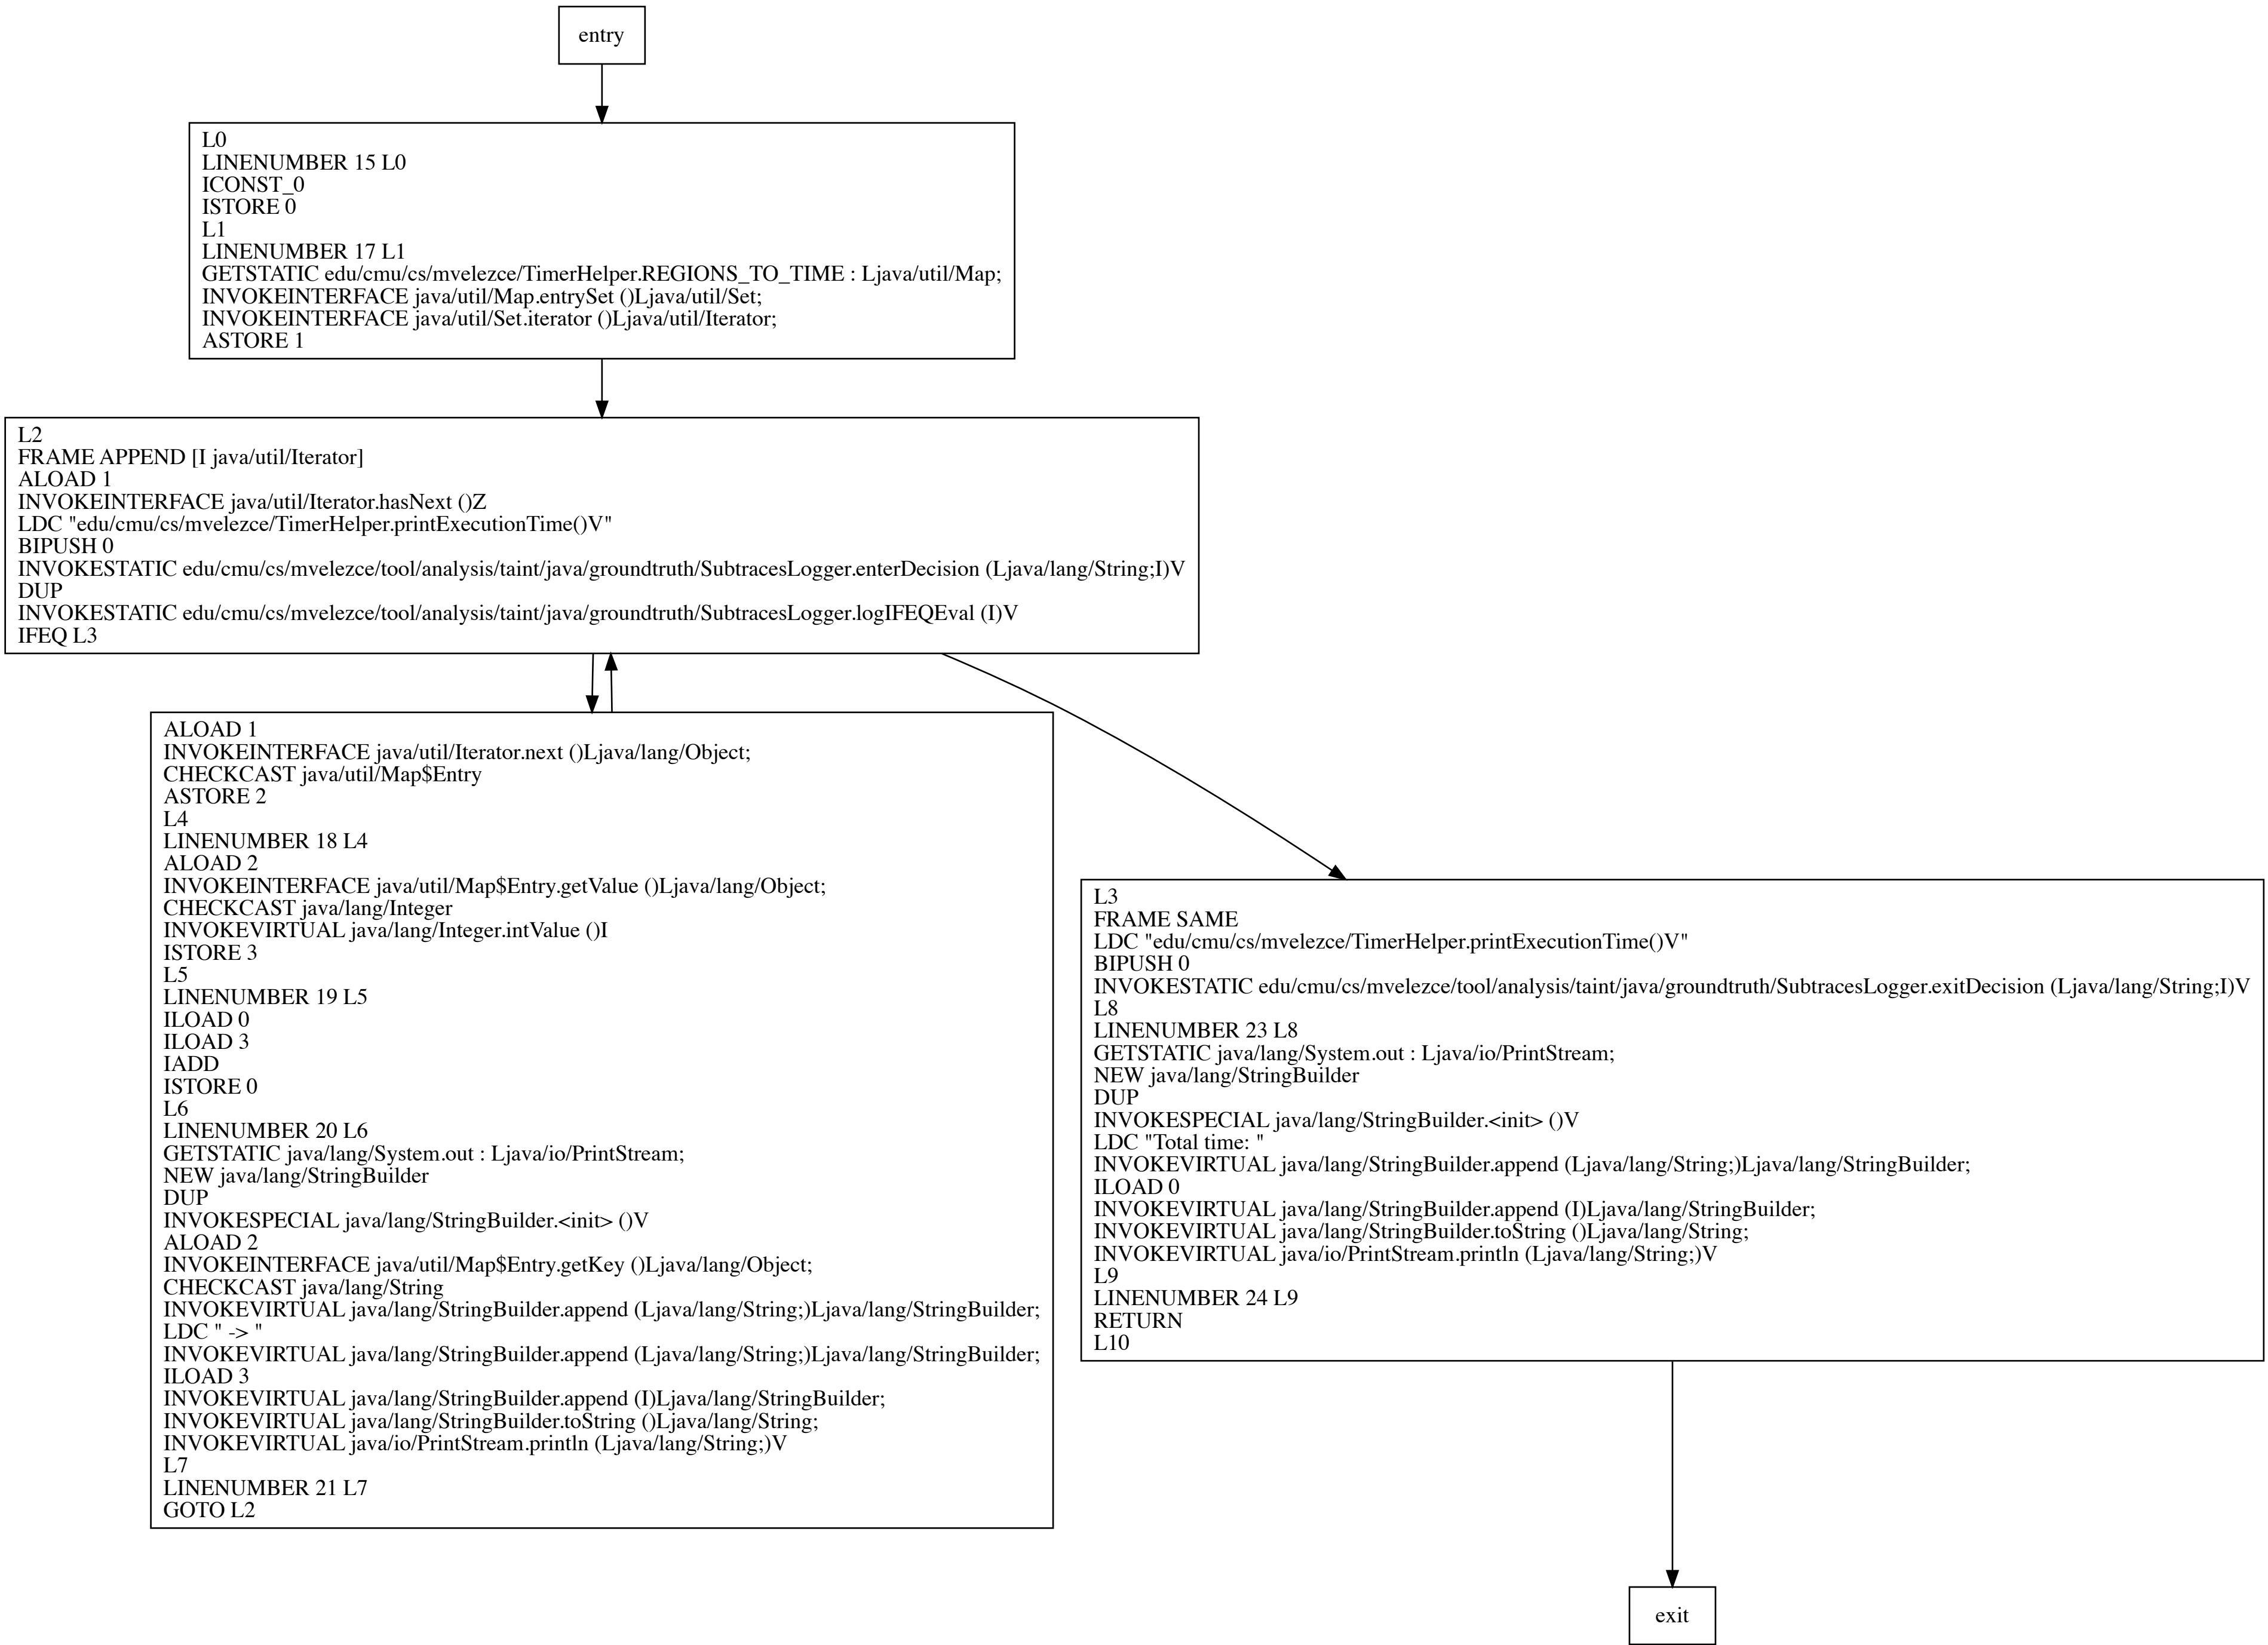 entry
L0
LINENUMBER 15 L0
ICONST_0
ISTORE 0
L1
LINENUMBER 17 L1
GETSTATIC edu/cmu/cs/mvelezce/TimerHelper.REGIONS_TO_TIME : Ljava/util/Map;
INVOKEINTERFACE java/util/Map.entrySet ()Ljava/util/Set;
INVOKEINTERFACE java/util/Set.iterator ()Ljava/util/Iterator;
ASTORE 1
L2
FRAME APPEND [I java/util/Iterator]
ALOAD 1
INVOKEINTERFACE java/util/Iterator.hasNext ()Z
LDC "edu/cmu/cs/mvelezce/TimerHelper.printExecutionTime()V"
BIPUSH 0
INVOKESTATIC edu/cmu/cs/mvelezce/tool/analysis/taint/java/groundtruth/SubtracesLogger.enterDecision (Ljava/lang/String;I)V
DUP
INVOKESTATIC edu/cmu/cs/mvelezce/tool/analysis/taint/java/groundtruth/SubtracesLogger.logIFEQEval (I)V
IFEQ L3
ALOAD 1
INVOKEINTERFACE java/util/Iterator.next ()Ljava/lang/Object;
CHECKCAST java/util/Map$Entry
ASTORE 2
L4
LINENUMBER 18 L4
ALOAD 2
INVOKEINTERFACE java/util/Map$Entry.getValue ()Ljava/lang/Object;
CHECKCAST java/lang/Integer
INVOKEVIRTUAL java/lang/Integer.intValue ()I
ISTORE 3
L5
LINENUMBER 19 L5
ILOAD 0
ILOAD 3
IADD
ISTORE 0
L6
LINENUMBER 20 L6
GETSTATIC java/lang/System.out : Ljava/io/PrintStream;
NEW java/lang/StringBuilder
DUP
INVOKESPECIAL java/lang/StringBuilder.<init> ()V
ALOAD 2
INVOKEINTERFACE java/util/Map$Entry.getKey ()Ljava/lang/Object;
CHECKCAST java/lang/String
INVOKEVIRTUAL java/lang/StringBuilder.append (Ljava/lang/String;)Ljava/lang/StringBuilder;
LDC " -> "
INVOKEVIRTUAL java/lang/StringBuilder.append (Ljava/lang/String;)Ljava/lang/StringBuilder;
ILOAD 3
INVOKEVIRTUAL java/lang/StringBuilder.append (I)Ljava/lang/StringBuilder;
INVOKEVIRTUAL java/lang/StringBuilder.toString ()Ljava/lang/String;
INVOKEVIRTUAL java/io/PrintStream.println (Ljava/lang/String;)V
L7
LINENUMBER 21 L7
GOTO L2
L3
FRAME SAME
LDC "edu/cmu/cs/mvelezce/TimerHelper.printExecutionTime()V"
BIPUSH 0
INVOKESTATIC edu/cmu/cs/mvelezce/tool/analysis/taint/java/groundtruth/SubtracesLogger.exitDecision (Ljava/lang/String;I)V
L8
LINENUMBER 23 L8
GETSTATIC java/lang/System.out : Ljava/io/PrintStream;
NEW java/lang/StringBuilder
DUP
INVOKESPECIAL java/lang/StringBuilder.<init> ()V
LDC "Total time: "
INVOKEVIRTUAL java/lang/StringBuilder.append (Ljava/lang/String;)Ljava/lang/StringBuilder;
ILOAD 0
INVOKEVIRTUAL java/lang/StringBuilder.append (I)Ljava/lang/StringBuilder;
INVOKEVIRTUAL java/lang/StringBuilder.toString ()Ljava/lang/String;
INVOKEVIRTUAL java/io/PrintStream.println (Ljava/lang/String;)V
L9
LINENUMBER 24 L9
RETURN
L10
exit